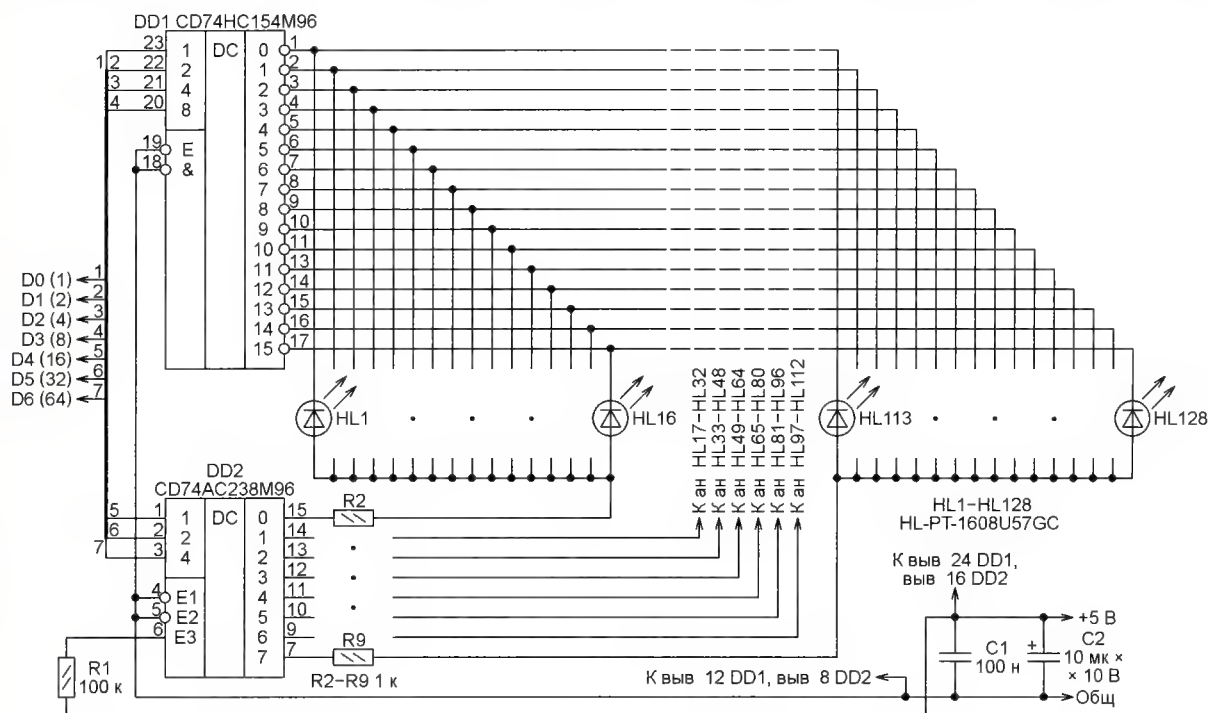 DD1 CD74HC154M96
23 1 DC 0 1
1 2 22 2 1 2
3 21 4 2 3
4 20 8 3 4
4 5
19 E 5 6
18 & 6 7
7 8
8 9
9 10
10 11
D0 (1) 1 11 13
D1 (2) 2 12 14
D2 (4) 3 13 15
D3 (8) 4 14 16
D4 (16) 5 15 17
D5 (32) 6
D6 (64) 7
К ан HL17–HL32
К ан HL33–HL48
К ан HL49–HL64
К ан HL65–HL80
К ан HL81–HL96
К ан HL97–HL112
HL1 HL16 HL113 HL128
DD2
CD74AC238M96
5 1 1 DC 0 15 R2
6 2 2 1 14
7 3 4 2 13
3 12
4 E1 4 11
5 E2 5 10
6 E3 6 9
7 7 R9
R2–R9 1 к
R1
100 к
HL1–HL128
HL-PT-1608U57GC
К выв 24 DD1,
выв 16 DD2
+5 В
C1
100 н
+ C2
10 мк ×
× 10 В
К выв 12 DD1, выв 8 DD2
Общ